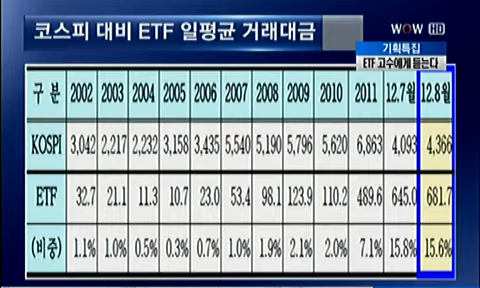 코스피 대비 ETF 일평균 거래대금
WOW HD
기획특집
ETF 고수에게 듣는다
구 분 2002 2003 2004 2005 2006 2007 2008 2009 2010 2011 12.7월 12.8월
KOSPI 3,042 2,217 2,232 3,158 3,435 5,540 5,190 5,796 5,620 6,863 4,093 4,366
ETF 32.7 21.1 11.3 10.7 23.0 53.4 98.1 123.9 110.2 489.6 645.0 681.7
(비중) 1.1% 1.0% 0.5% 0.3% 0.7% 1.0% 1.9% 2.1% 2.0% 7.1% 15.8% 15.6%